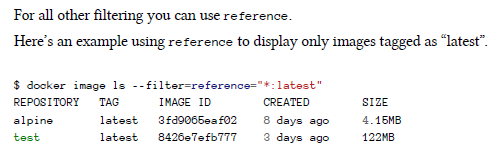 For all other filtering you can use reference.
Here's an example using reference to display only images tagged as “latest”.
$ docker image ls --filter=reference="*:latest"
REPOSITORY TAG IMAGE ID CREATED SIZE
alpine latest 3fd9065eaf02 8 days ago 4.15MB
test latest 8426e7efb777 3 days ago 122MB